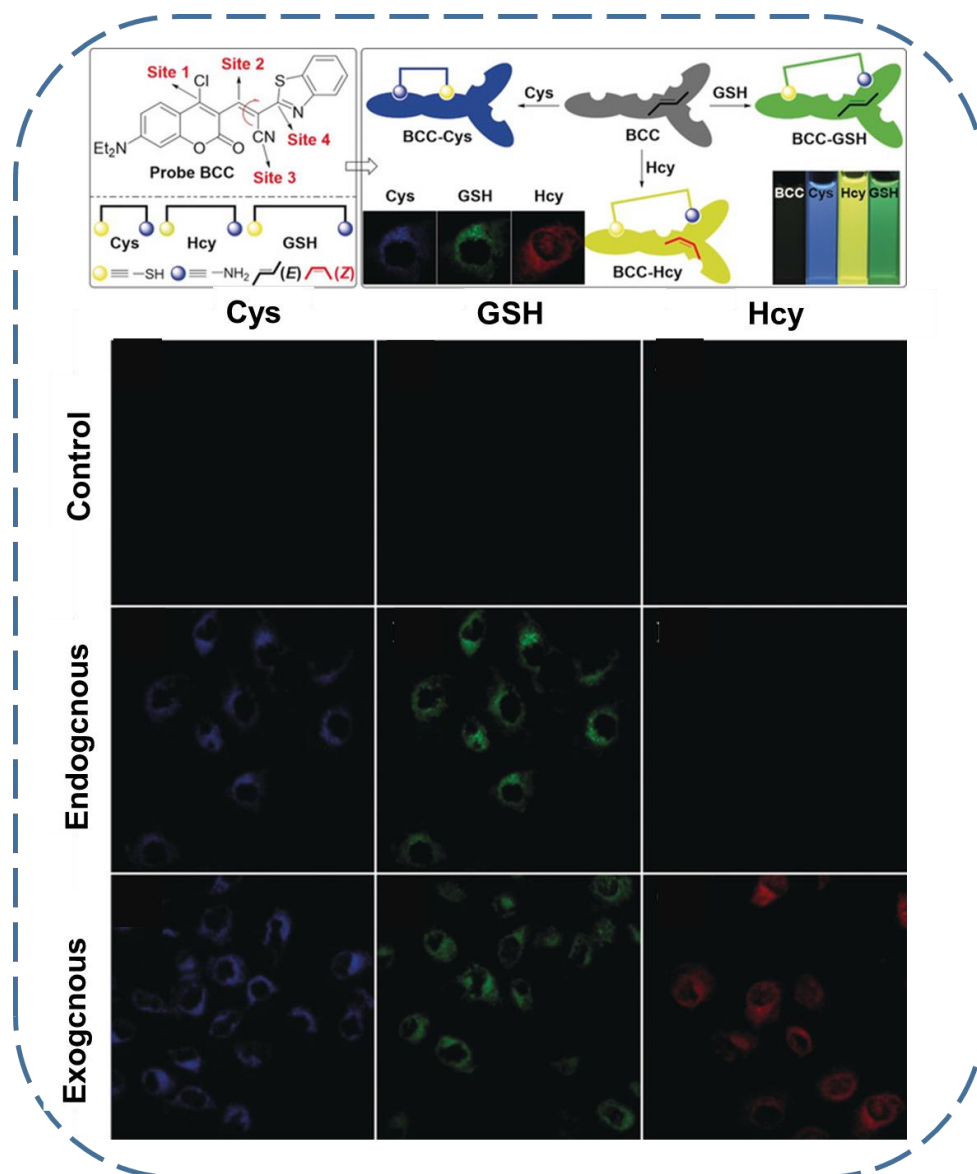 Site 1
Cl
Site 2
S
N
Site 4
CN
Et₂N
O
O
Probe BCC
Site 3
Cys
Hcy
GSH
≡ —SH
≡ —NH₂
(E)
(Z)
BCC-Cys
Cys
BCC
GSH
BCC-GSH
Hcy
Cys
GSH
Hcy
BCC-Hcy
BCC
Cys
Hcy
GSH
Cys
GSH
Hcy
Control
Endogcnous
Exogcnous